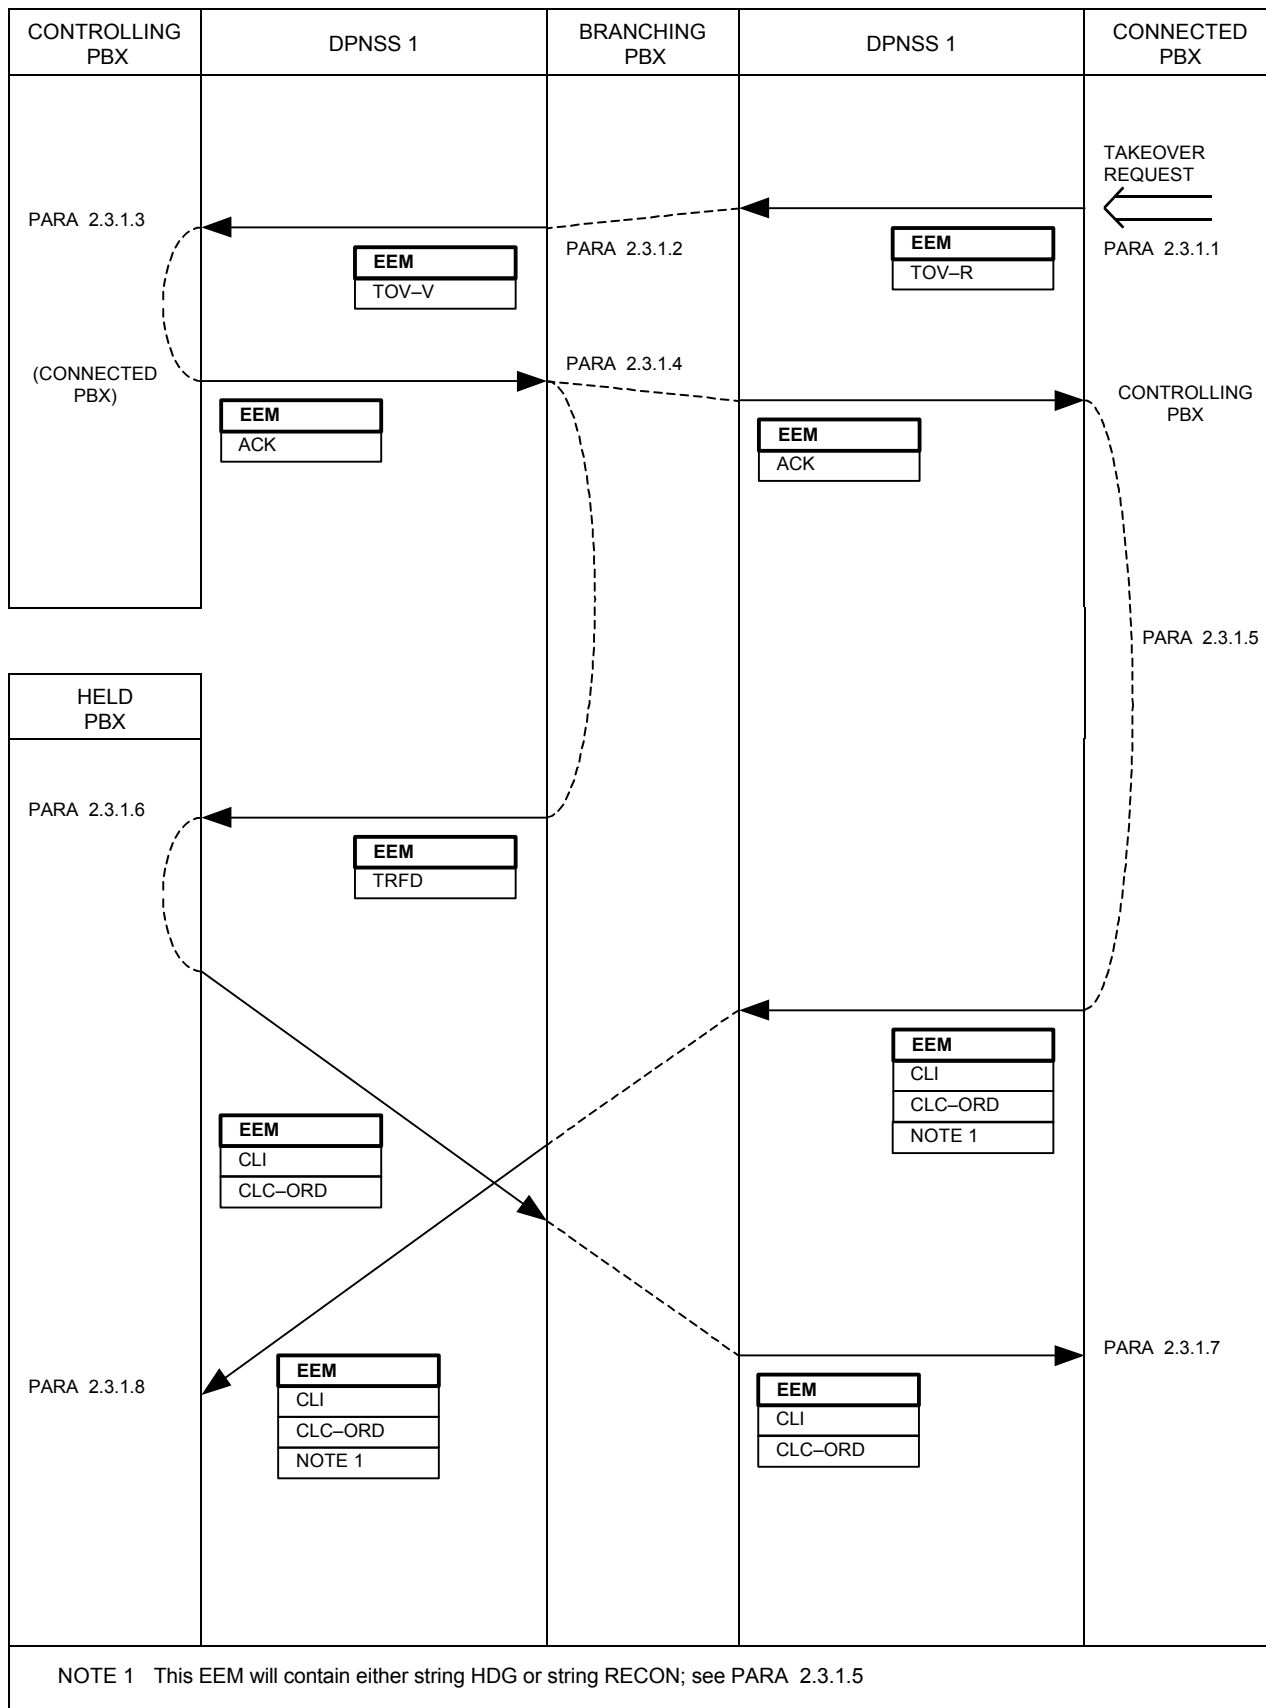 CONTROLLING
PBX
DPNSS 1
BRANCHING
PBX
DPNSS 1
CONNECTED
PBX
TAKEOVER
REQUEST
PARA 2.3.1.3
PARA 2.3.1.2
PARA 2.3.1.1
EEM
TOV–R
EEM
TOV–V
(CONNECTED
PBX)
PARA 2.3.1.4
CONTROLLING
PBX
EEM
ACK
EEM
ACK
PARA 2.3.1.5
HELD
PBX
PARA 2.3.1.6
EEM
TRFD
EEM
CLI
CLC–ORD
NOTE 1
EEM
CLI
CLC–ORD
PARA 2.3.1.7
PARA 2.3.1.8
EEM
CLI
CLC–ORD
NOTE 1
EEM
CLI
CLC–ORD
NOTE 1 This EEM will contain either string HDG or string RECON; see PARA 2.3.1.5